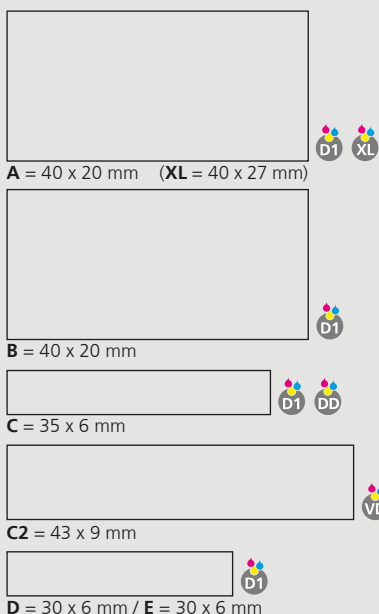 D1 XL
A = 40 x 20 mm (XL = 40 x 27 mm)
D1
B = 40 x 20 mm
D1 DD
C = 35 x 6 mm
C2 = 43 x 9 mm
D1
D = 30 x 6 mm / E = 30 x 6 mm